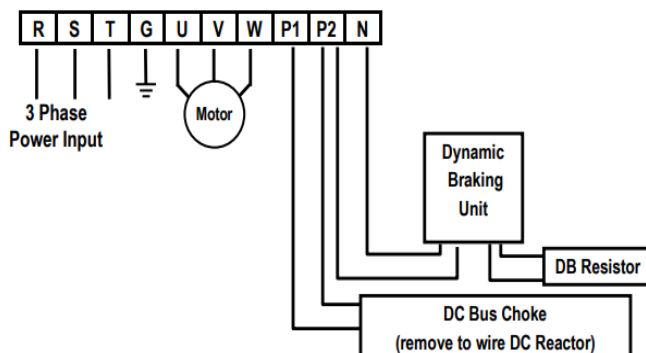 R S T G U V W P1 P2 N
3 Phase
Power Input
Motor
Dynamic
Braking
Unit
DB Resistor
DC Bus Choke
(remove to wire DC Reactor)